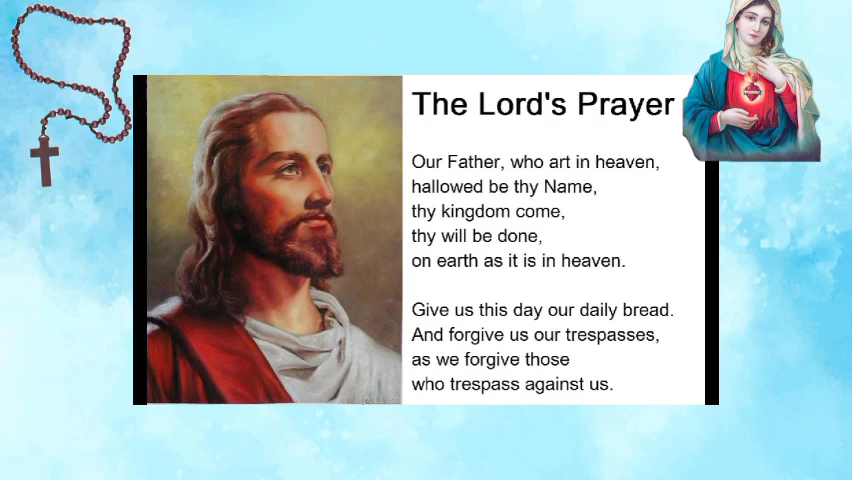 The Lord's Prayer
Our Father, who art in heaven,
hallowed be thy Name,
thy kingdom come,
thy will be done,
on earth as it is in heaven.
Give us this day our daily bread.
And forgive us our trespasses,
as we forgive those
who trespass against us.